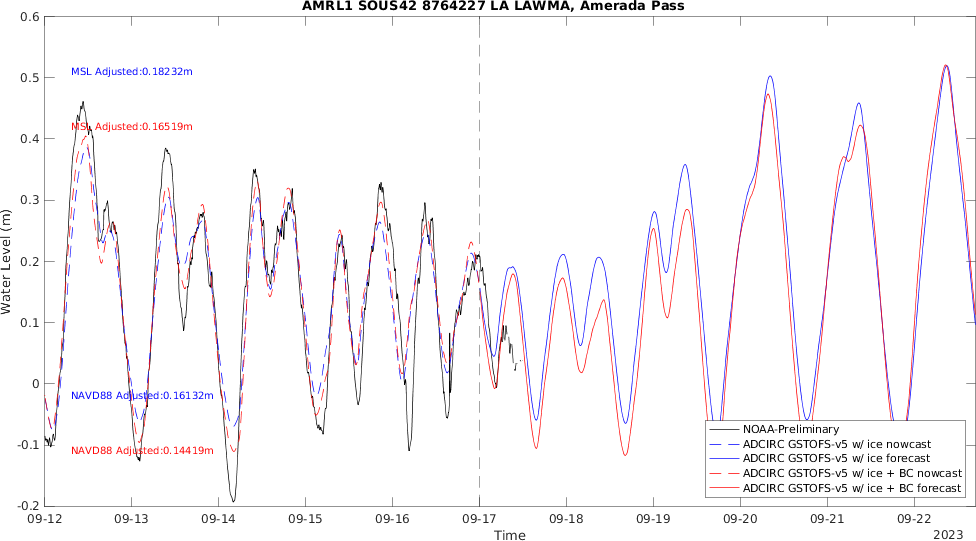 AMRL1 SOUS42 8764227 LA LAWMA, Amerada Pass
0.6
0.5
0.4
0.3
0.2
0.1
0
-0.1
-0.2
Water Level (m)
MSL Adjusted:0.18232m
MSL Adjusted:0.16519m
NAVD88 Adjusted:0.16132m
NAVD88 Adjusted:0.14419m
NOAA-Preliminary
ADCIRC GSTOFS-v5 w/ ice nowcast
ADCIRC GSTOFS-v5 w/ ice forecast
ADCIRC GSTOFS-v5 w/ ice + BC nowcast
ADCIRC GSTOFS-v5 w/ ice + BC forecast
09-12 09-13 09-14 09-15 09-16 09-17 09-18 09-19 09-20 09-21 09-22
Time
2023